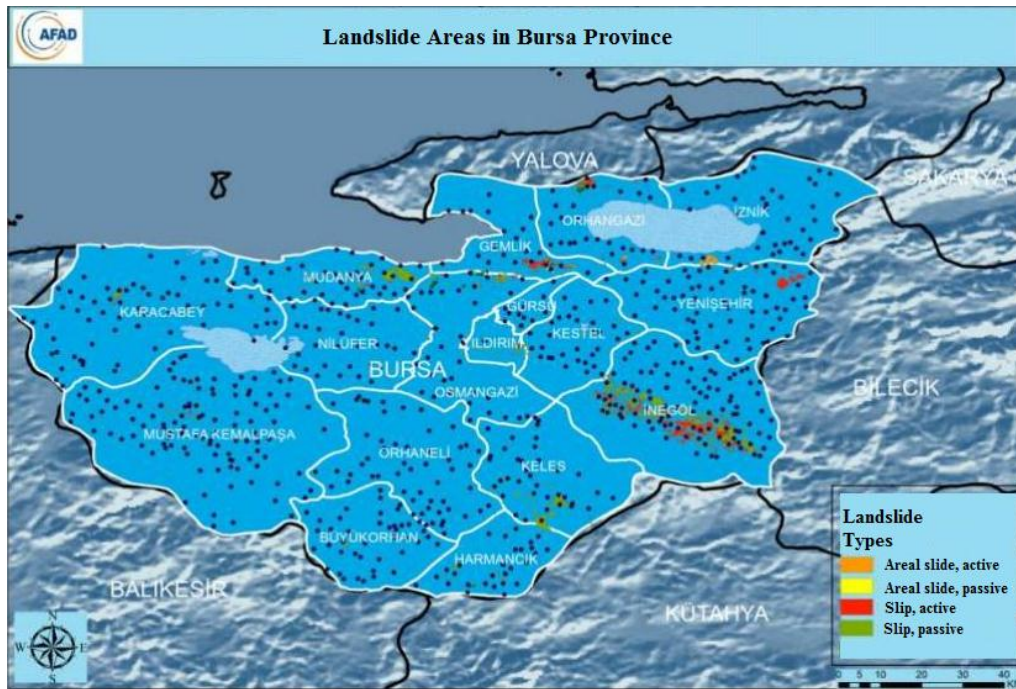 AFAD
Landslide Areas in Bursa Province
YALOVA
SAKARYA
ORHANGAZİ
İZNİK
GEMLİK
MUDANYA
KARACABEY
GÜRSU
YENİŞEHİR
NİLÜFER
YILDIRIM
KESTEL
BURSA
OSMANGAZİ
BİLECİK
İNEGÖL
MUSTAFA KEMALPAŞA
ORHANELİ
KELES
BÜYÜKORHAN
HARMANCIK
BALIKESİR
KÜTAHYA
Landslide
Types
Areal slide, active
Areal slide, passive
Slip, active
Slip, passive
N
W E
S
0 5 10 20 30 40